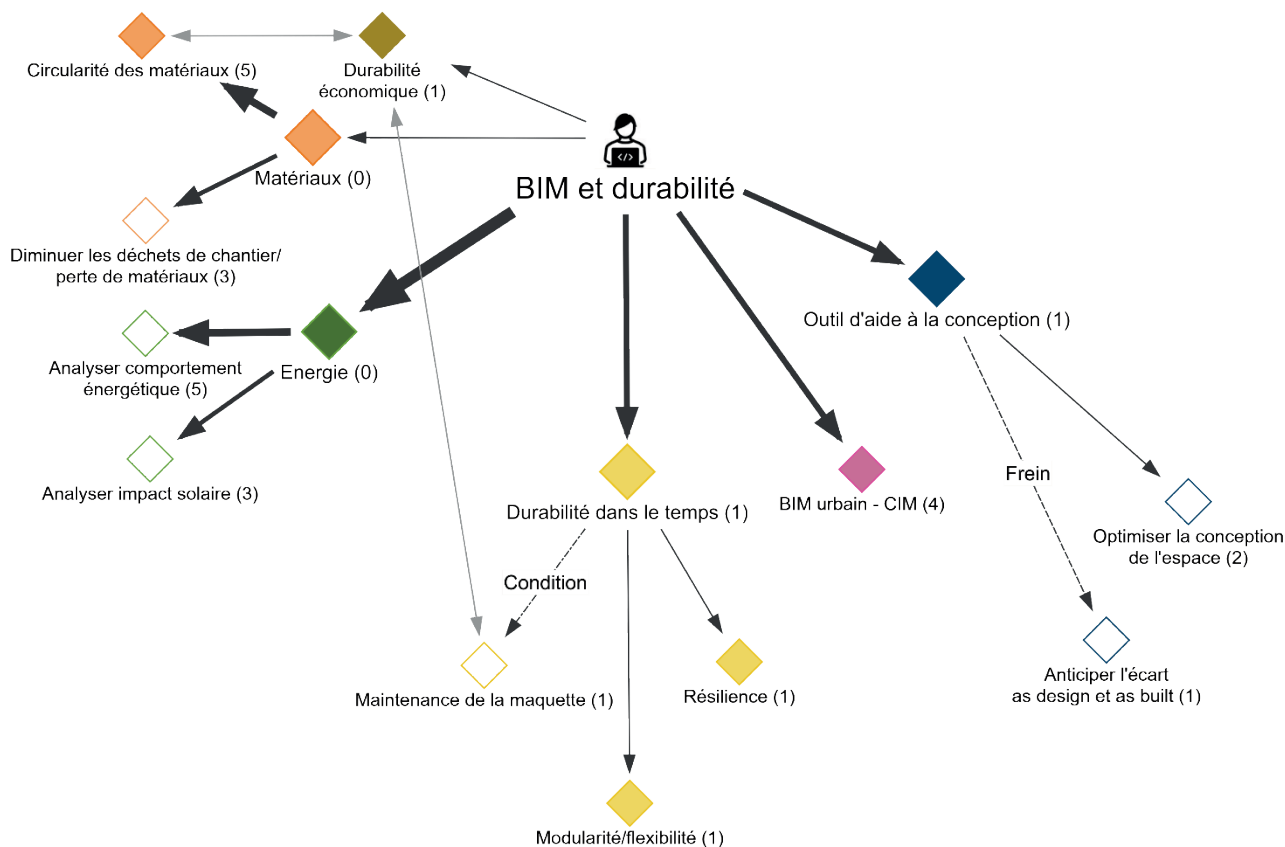 Circularité des matériaux (5)
Durabilité
économique (1)
Matériaux (0)
BIM et durabilité
Diminuer les déchets de chantier/
perte de matériaux (3)
Outil d'aide à la conception (1)
Analyser comportement
énergétique (5)
Energie (0)
Analyser impact solaire (3)
Frein
Durabilité dans le temps (1)
BIM urbain - CIM (4)
Optimiser la conception
de l'espace (2)
Condition
Maintenance de la maquette (1)
Résilience (1)
Anticiper l'écart
as design et as built (1)
Modularité/flexibilité (1)